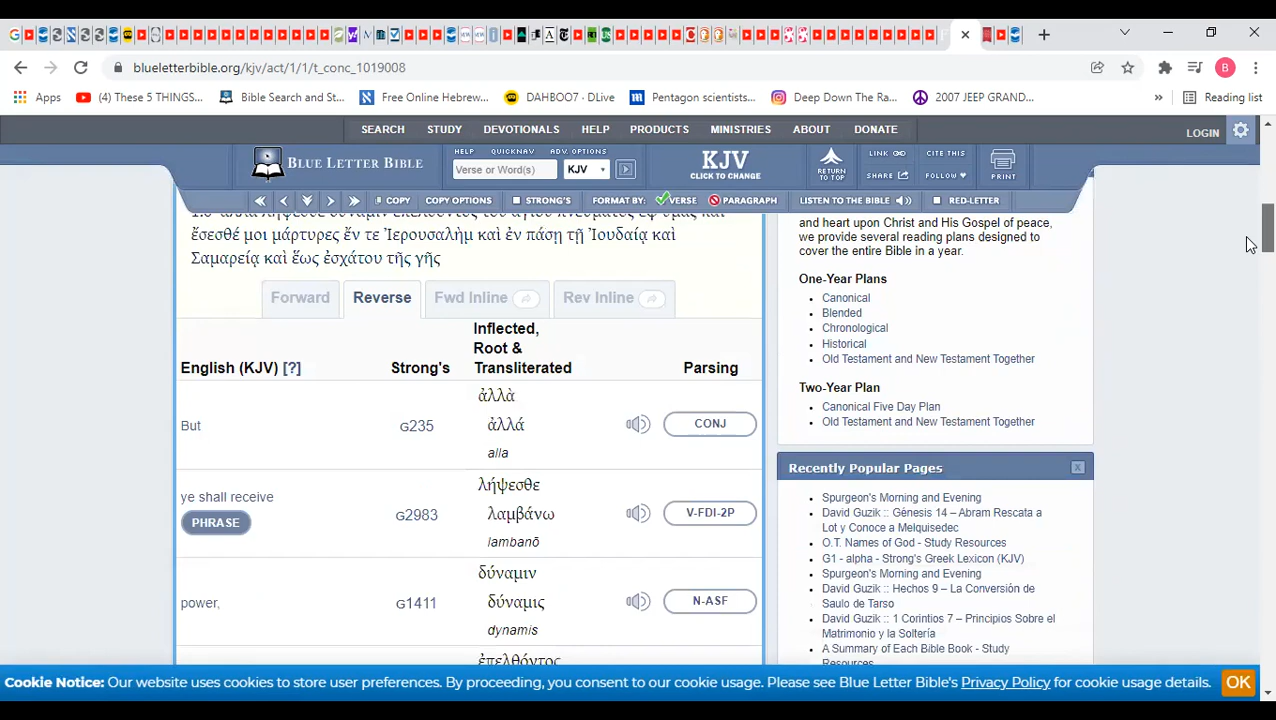 blueletterbible.org/kjv/act/1/1/t_conc_1019008
B
Apps
(4) These 5 THINGS...
Bible Search and St...
Free Online Hebrew...
DAHBOO7 - DLive
Pentagon scientists...
Deep Down The Ra...
2007 JEEP GRAND...
»
Reading list
SEARCH STUDY DEVOTIONALS HELP PRODUCTS MINISTRIES ABOUT DONATE
LOGIN
BLUE LETTER BIBLE
HELP QUICKNAV ADV. OPTIONS
Verse or Word(s)
KJV
KJV
CLICK TO CHANGE
RETURN
TO TOP
LINK
CITE THIS
SHARE
FOLLOW
PRINT
COPY COPY OPTIONS STRONG'S FORMAT BY: VERSE PARAGRAPH LISTEN TO THE BIBLE RED-LETTER
ἔσεσθέ μοι μάρτυρες ἔν τε Ἰερουσαλὴμ καὶ ἐν πάσῃ τῇ Ἰουδαίᾳ καὶ
Σαμαρείᾳ καὶ ἕως ἐσχάτου τῆς γῆς
Forward Reverse Fwd Inline Rev Inline
English (KJV) [?]
Strong's
Inflected,
Root &
Transliterated
Parsing
But
G235
ἀλλὰ
ἀλλά
alla
CONJ
ye shall receive
PHRASE
G2983
λήψεσθε
λαμβάνω
lambanō
V-FDI-2P
power,
G1411
δύναμιν
δύναμις
dynamis
N-ASF
ἐπελθόντος
and heart upon Christ and His Gospel of peace,
we provide several reading plans designed to
cover the entire Bible in a year.
One-Year Plans
Canonical
Blended
Chronological
Historical
Old Testament and New Testament Together
Two-Year Plan
Canonical Five Day Plan
Old Testament and New Testament Together
Recently Popular Pages
Spurgeon's Morning and Evening
David Guzik :: Génesis 14 – Abram Rescata a
Lot y Conoce a Melquisedec
O.T. Names of God - Study Resources
G1 - alpha - Strong's Greek Lexicon (KJV)
Spurgeon's Morning and Evening
David Guzik :: Hechos 9 – La Conversión de
Saulo de Tarso
David Guzik :: 1 Corintios 7 – Principios Sobre el
Matrimonio y la Soltería
A Summary of Each Bible Book - Study
Resources
Cookie Notice: Our website uses cookies to store user preferences. By proceeding, you consent to our cookie usage. Please see Blue Letter Bible's Privacy Policy for cookie usage details.
OK